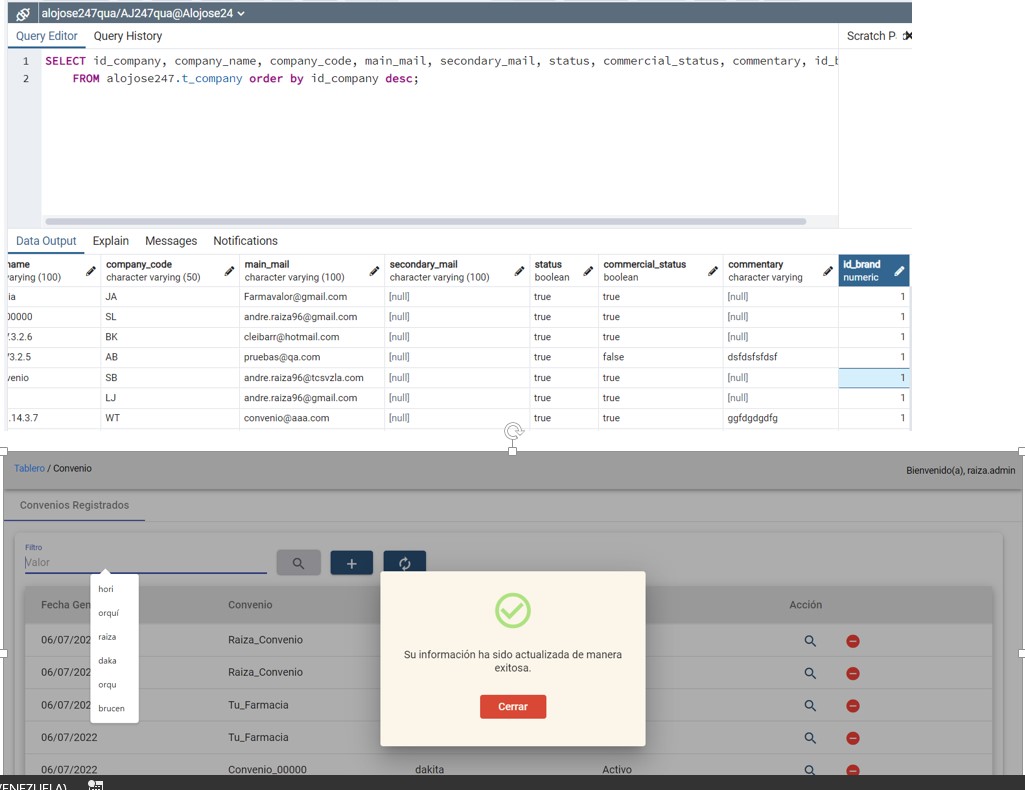 alojose247qua/AJ247qua@Alojose24
Query Editor Query History Scratch P
1 SELECT id_company, company_name, company_code, main_mail, secondary_mail, status, commercial_status, commentary, id_b
2 FROM alojose247.t_company order by id_company desc;
Data Output Explain Messages Notifications
name company_code main_mail secondary_mail status commercial_status commentary id_brand
varying (100) character varying (50) character varying (100) character varying (100) boolean boolean character varying numeric
ia JA Farmavalor@gmail.com [null] true true [null] 1
00000 SL andre.raiza96@gmail.com [null] true true [null] 1
.3.2.6 BK cleibarr@hotmail.com [null] true true [null] 1
3.2.5 AB pruebas@qa.com [null] true false dsfdsfsfdsf 1
venio SB andre.raiza96@tcsvzla.com [null] true true [null] 1
LJ andre.raiza96@gmail.com [null] true true [null] 1
.14.3.7 WT convenio@aaa.com [null] true true ggfdgdgdfg 1
Tablero / Convenio Bienvenido(a), raiza.admin
Convenios Registrados
Filtro
Valor
hori
orquí
raiza
daka
orqu
brucen
Fecha Gen Convenio Acción
06/07/202 Raiza_Convenio
06/07/202 Raiza_Convenio
06/07/202 Tu_Farmacia
06/07/2022 Tu_Farmacia
06/07/2022 Convenio_00000 dakita Activo
Su información ha sido actualizada de manera
exitosa.
Cerrar
VENEZUELA)